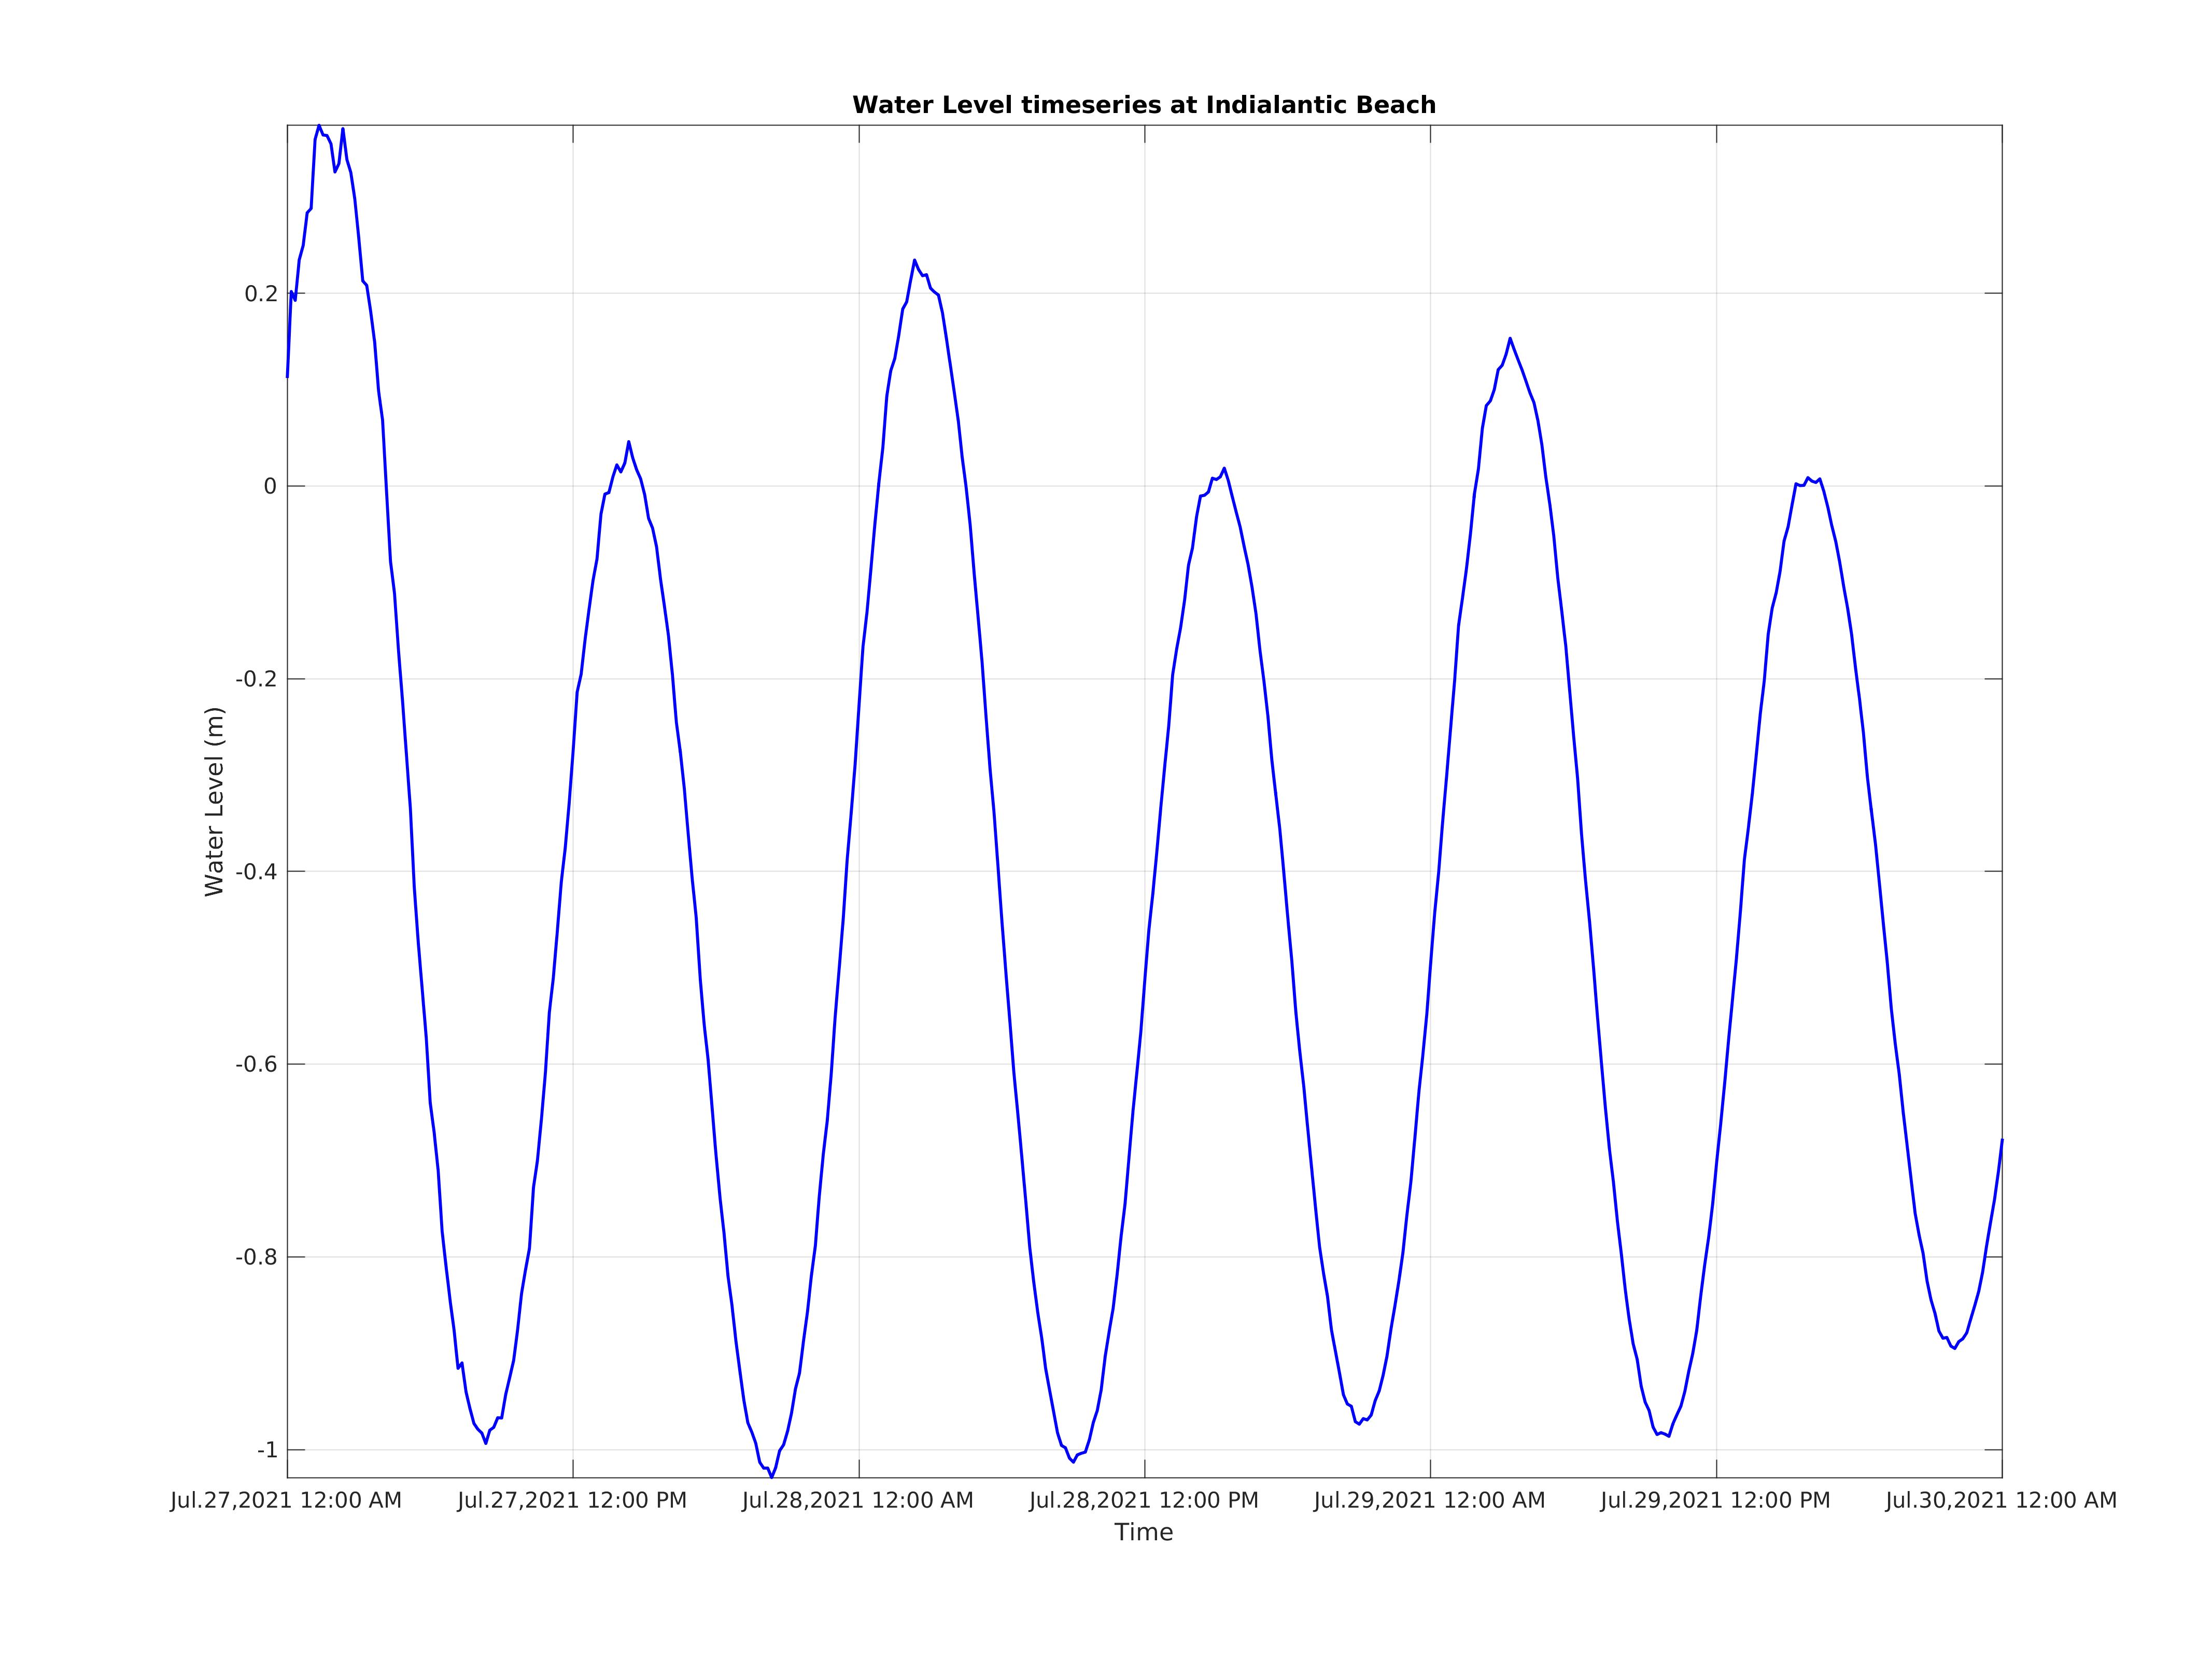 Water Level timeseries at Indialantic Beach
0.2
0
-0.2
-0.4
-0.6
-0.8
-1
Water Level (m)
Jul.27,2021 12:00 AM
Jul.27,2021 12:00 PM
Jul.28,2021 12:00 AM
Jul.28,2021 12:00 PM
Jul.29,2021 12:00 AM
Jul.29,2021 12:00 PM
Jul.30,2021 12:00 AM
Time